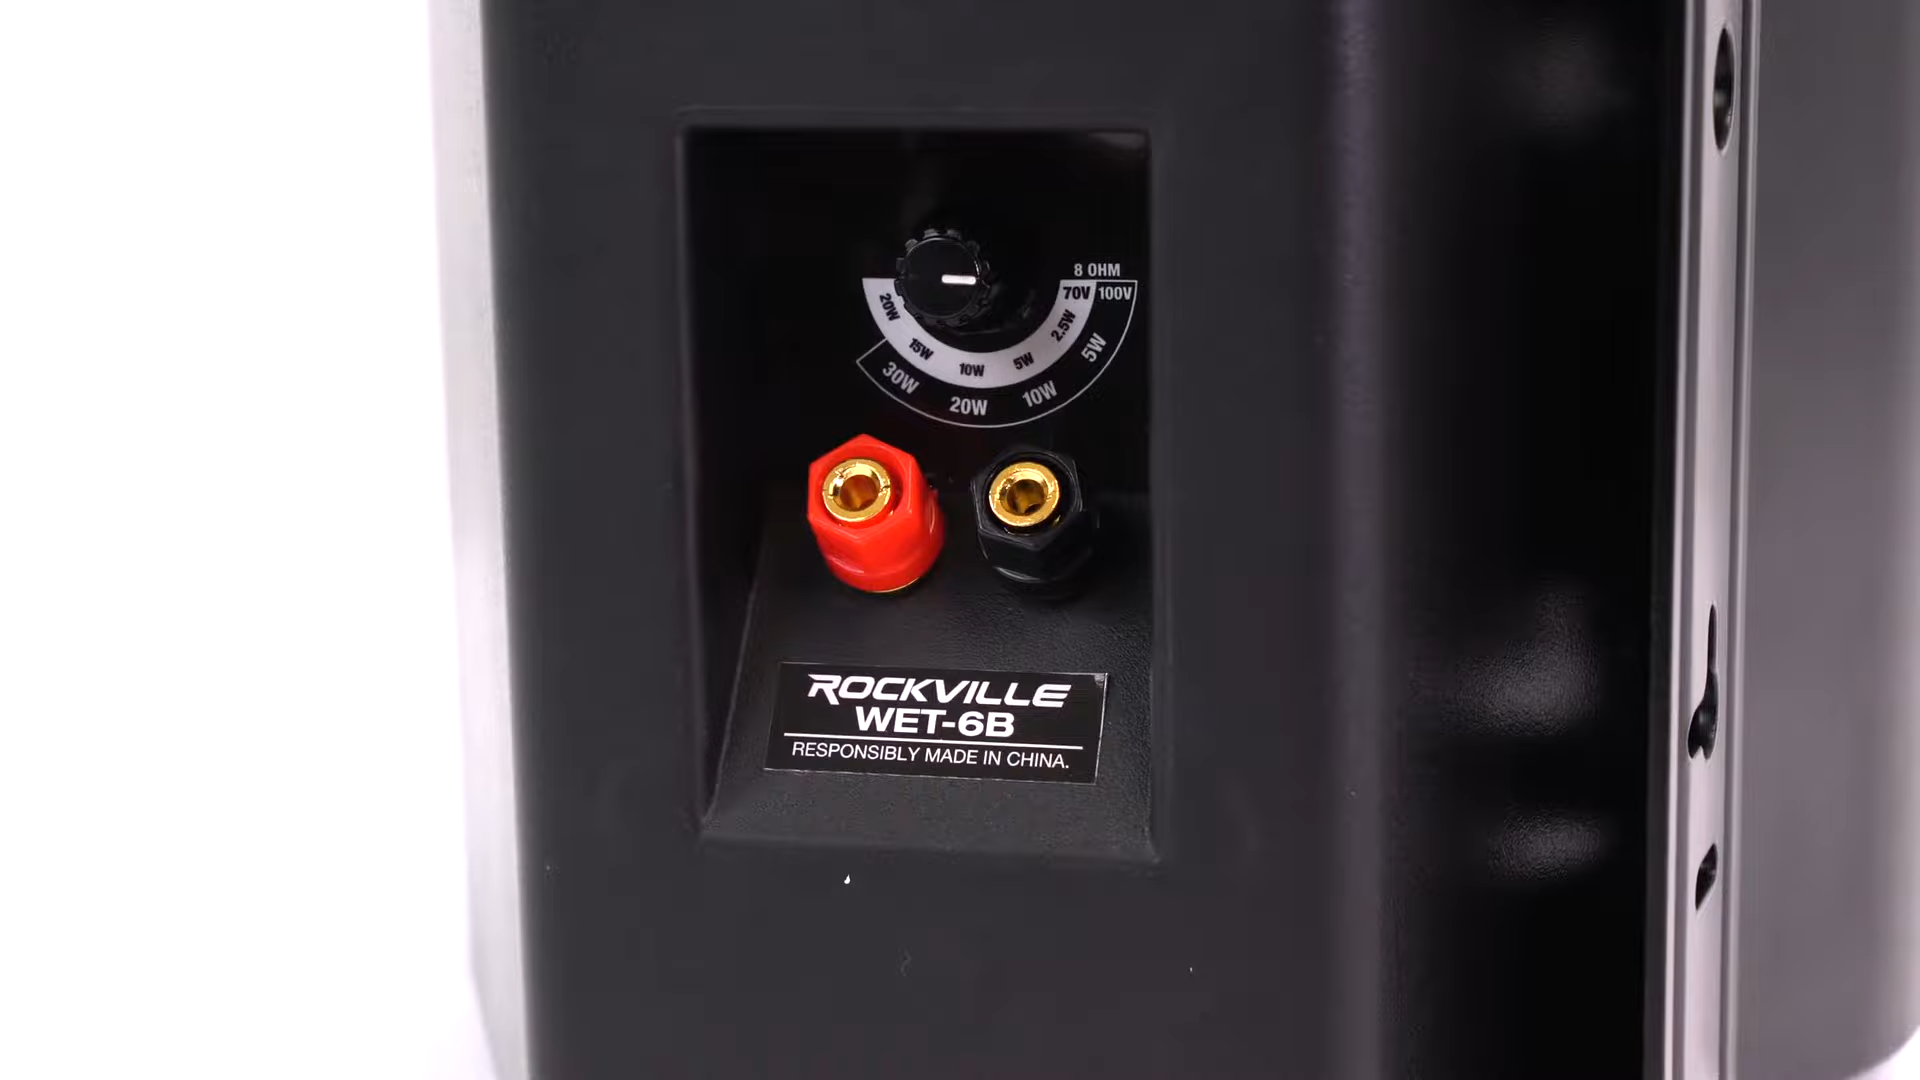 8 OHM
70V 100V
20W 15W 10W 5W 2.5W
30W 20W 10W 5W
ROCKVILLE
WET-6B
RESPONSIBLY MADE IN CHINA.